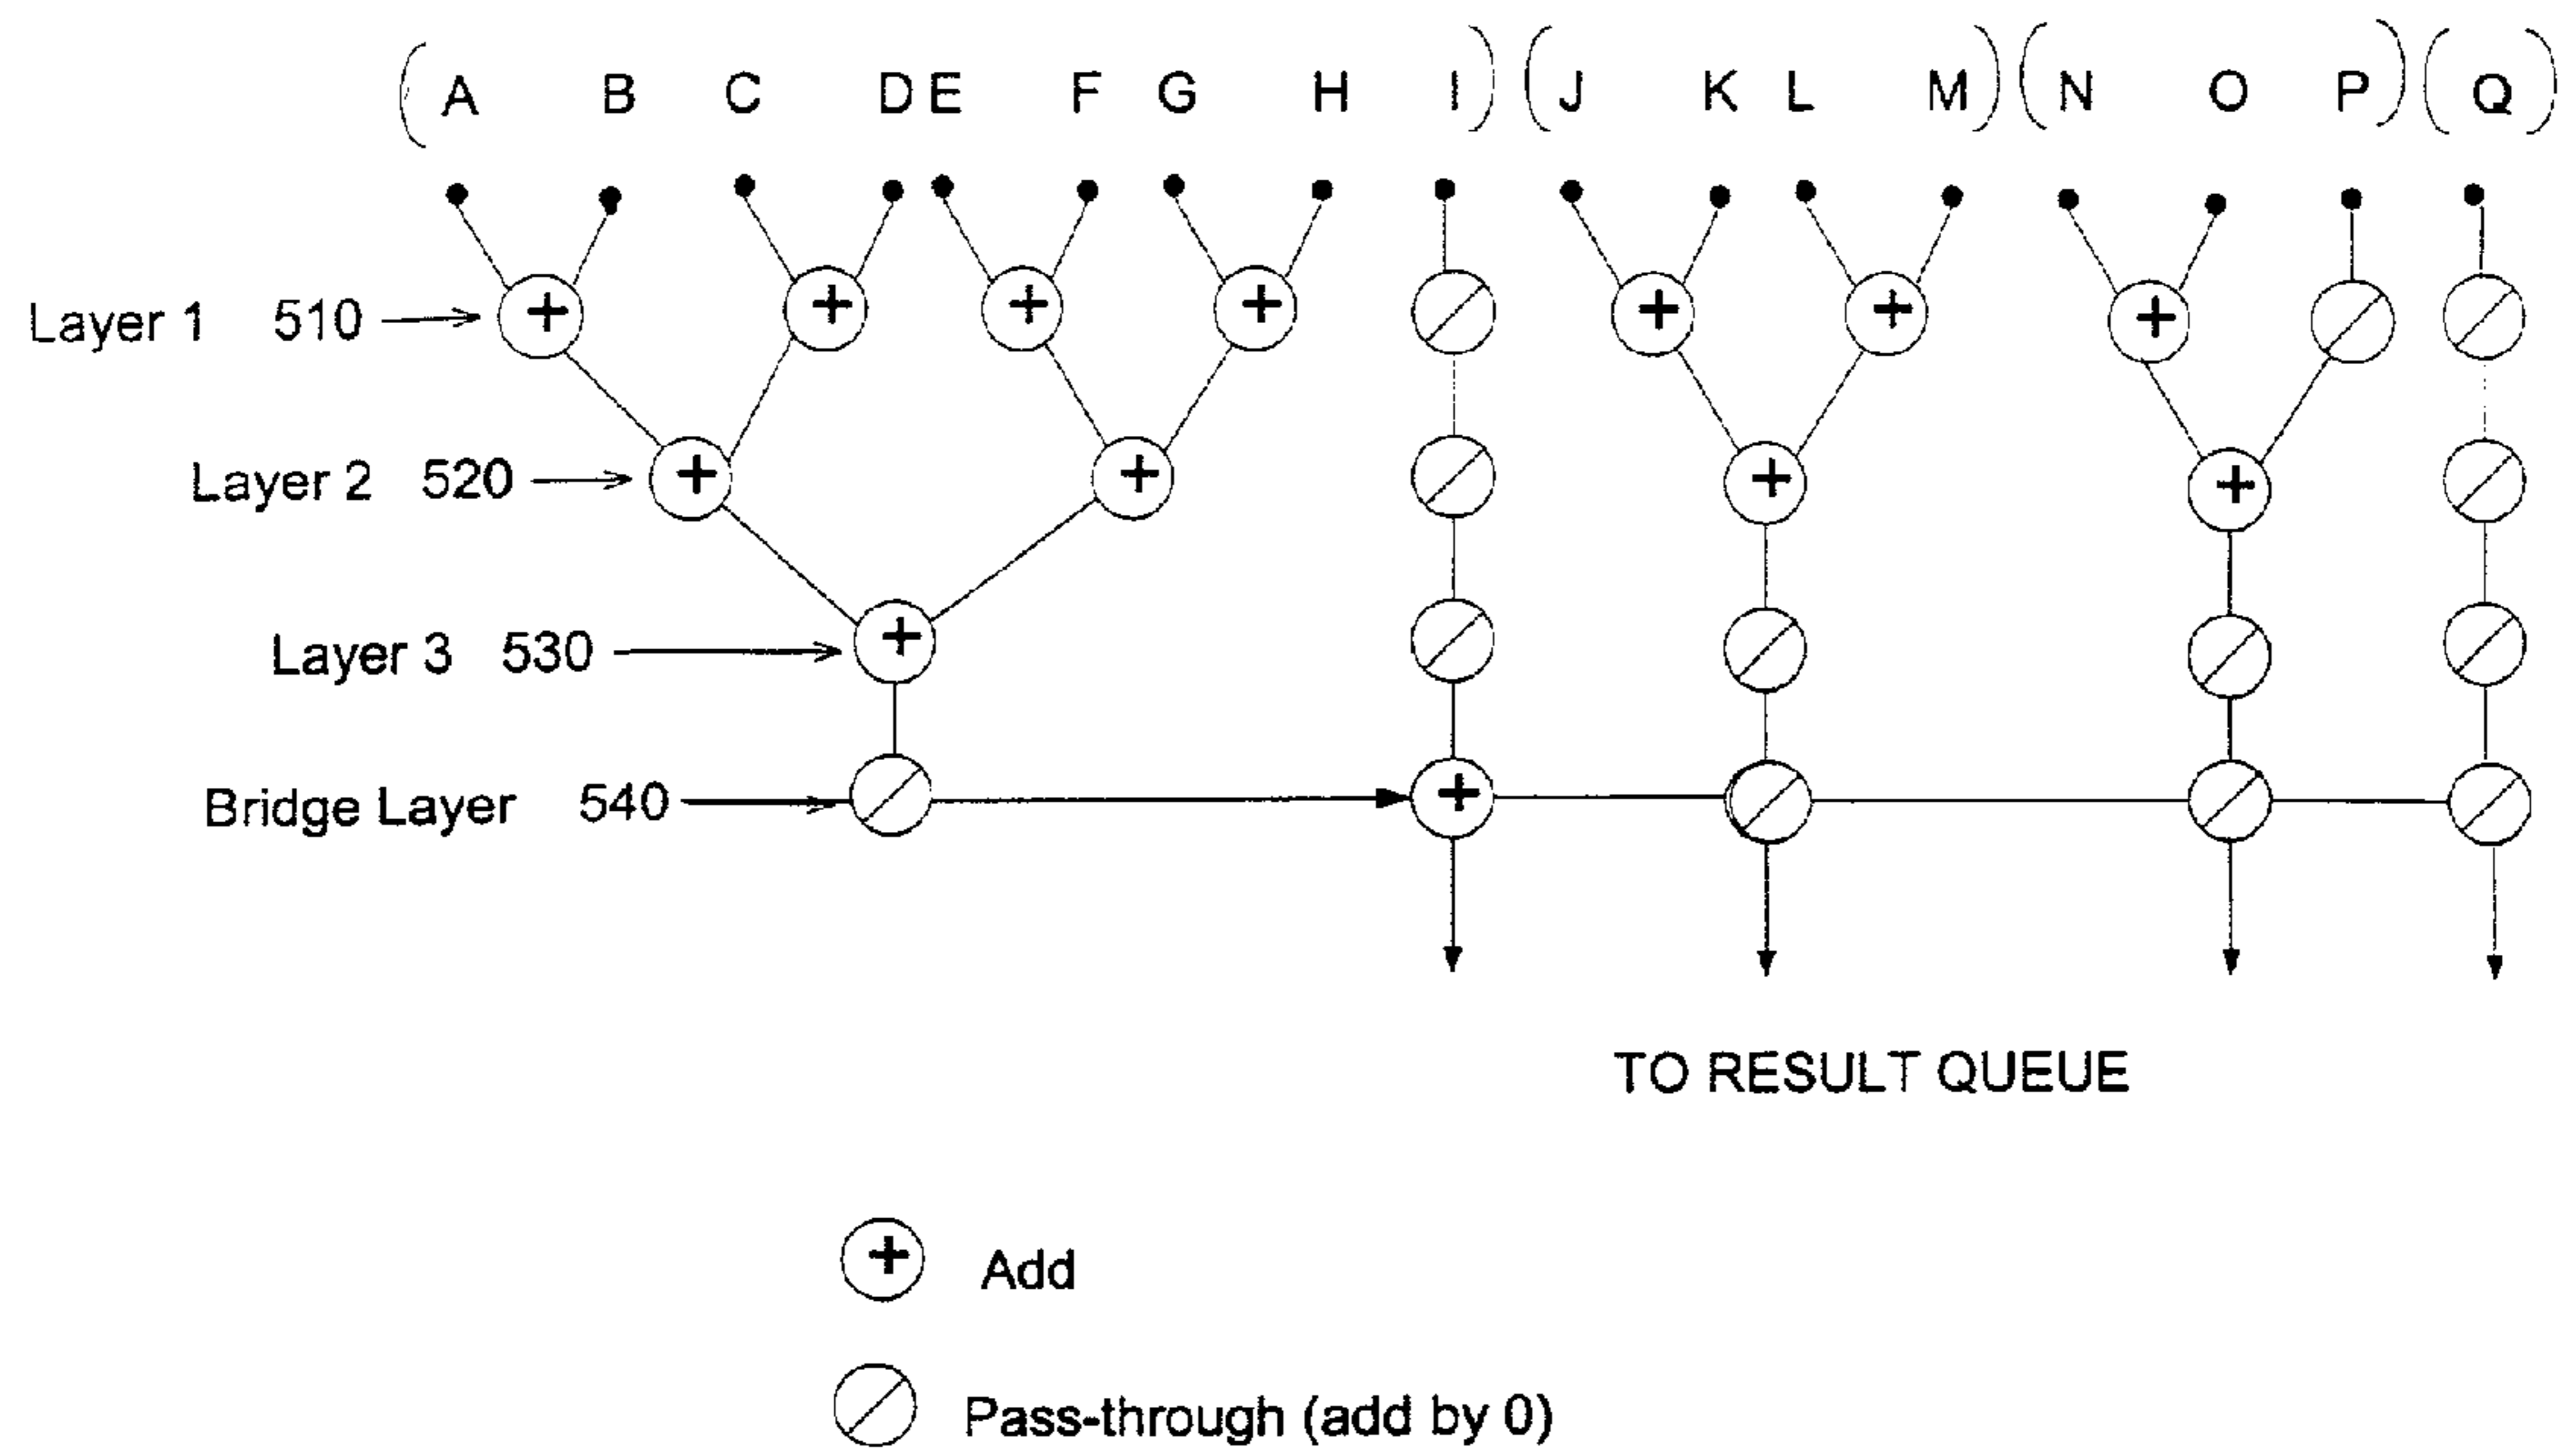 (A B C D E F G H I) (J K L M) (N O P) (Q)
+ + + + + + +
Layer 1 510
+ + + +
Layer 2 520
+
Layer 3 530
+
Bridge Layer 540
TO RESULT QUEUE
+ Add
Pass-through (add by 0)